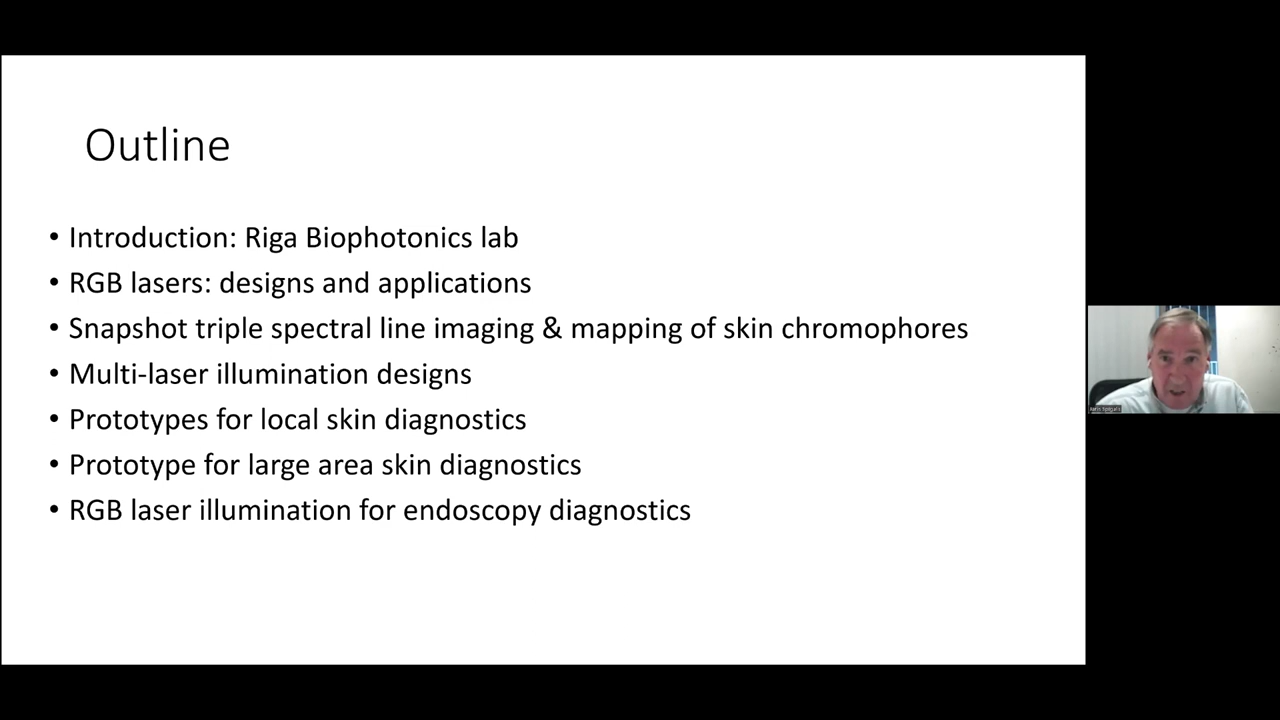 Outline
• Introduction: Riga Biophotonics lab
• RGB lasers: designs and applications
• Snapshot triple spectral line imaging & mapping of skin chromophores
• Multi-laser illumination designs
• Prototypes for local skin diagnostics
• Prototype for large area skin diagnostics
• RGB laser illumination for endoscopy diagnostics